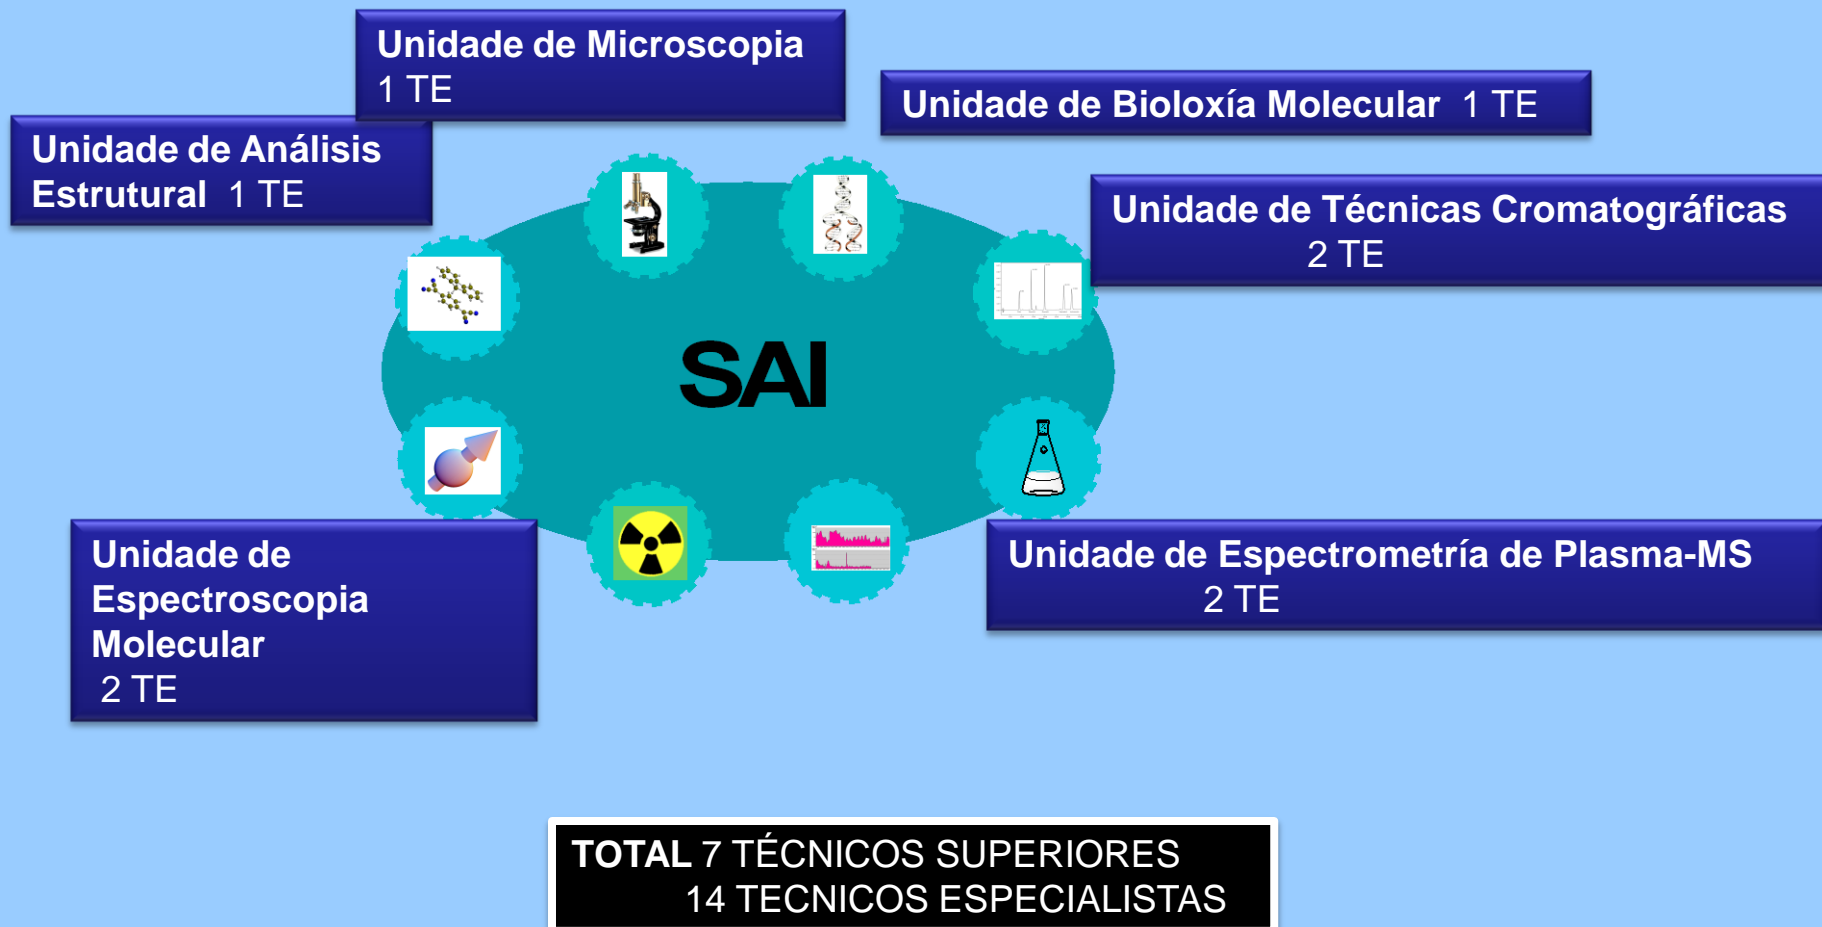 Unidade de Microscopia
1 TE
Unidade de Bioloxía Molecular 1 TE
Unidade de Análisis
Estrutural 1 TE
Unidade de Técnicas Cromatográficas
2 TE
SAI
Unidade de
Espectroscopia
Molecular
2 TE
Unidade de Espectrometría de Plasma-MS
2 TE
TOTAL 7 TÉCNICOS SUPERIORES
14 TECNICOS ESPECIALISTAS